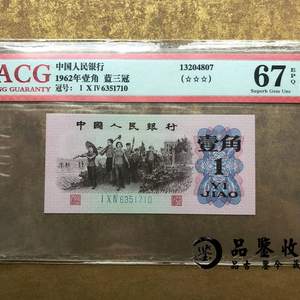 ACG
NG GUARANTY
中国人民银行
1962年壹角 蓝三冠
冠号: I X IV 6351710
13204807
(☆☆☆)
67 EPQ
Superb Gem Unc
中國人民銀行
壹角
1
YI JIAO
I X IV 6351710
品鉴收